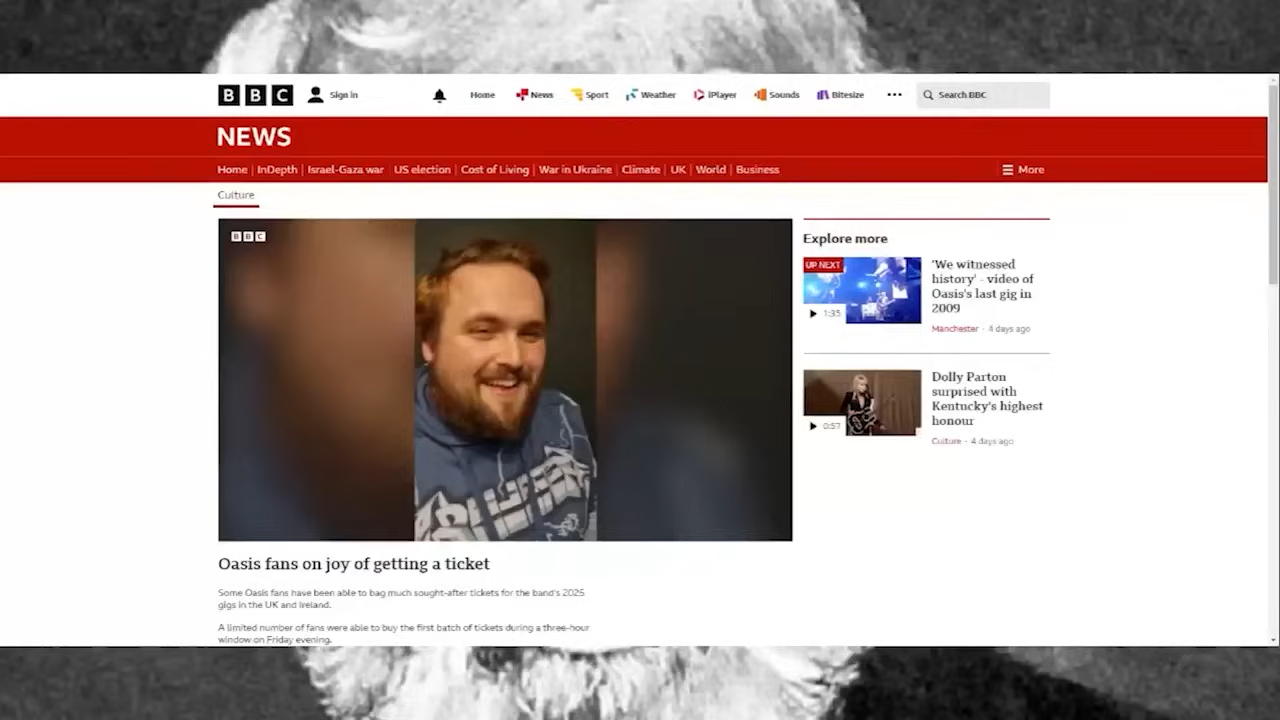 BBC Sign in Home News Sport Weather iPlayer Sounds Bitesize Search BBC
NEWS
Home InDepth Israel-Gaza war US election Cost of Living War in Ukraine Climate UK World Business More
Culture
BBC
Oasis fans on joy of getting a ticket
Some Oasis fans have been able to bag much sought-after tickets for the band's 2025
gigs in the UK and Ireland.
A limited number of fans were able to buy the first batch of tickets during a three-hour
window on Friday evening.
Explore more
UP NEXT
1:35
'We witnessed
history' - video of
Oasis's last gig in
2009
Manchester - 4 days ago
0:57
Dolly Parton
surprised with
Kentucky's highest
honour
Culture - 4 days ago